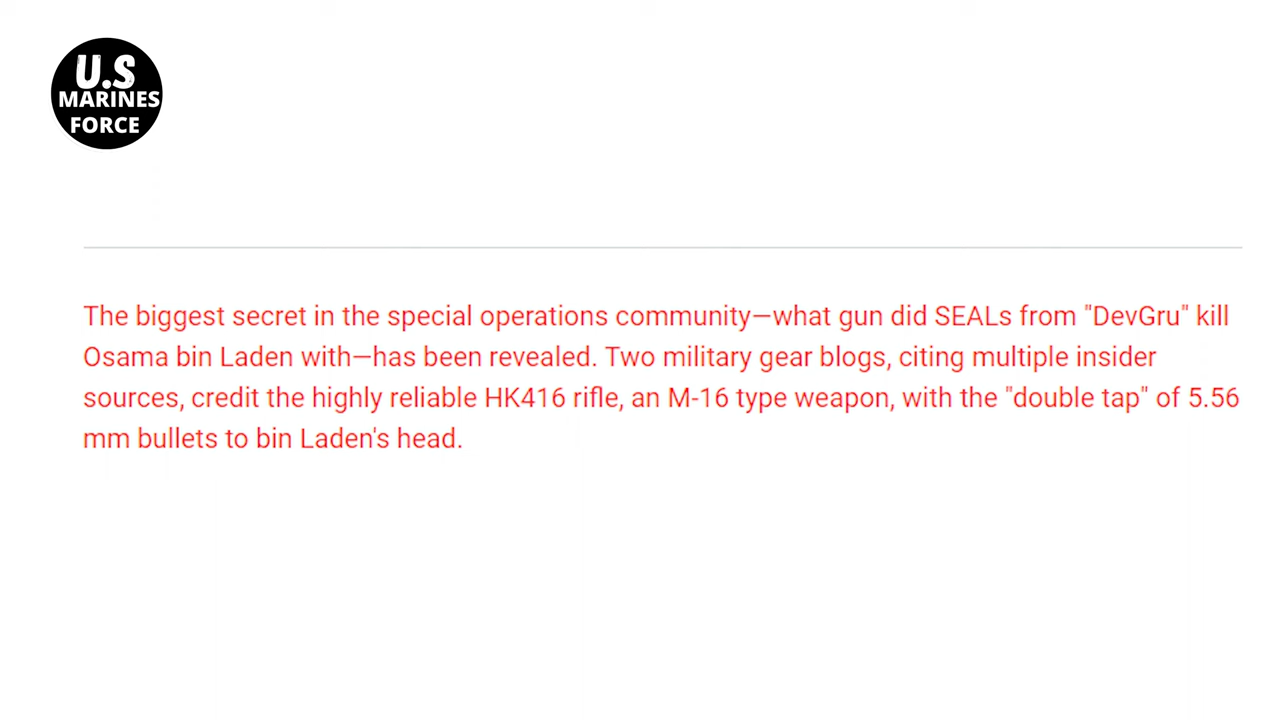 U.S
MARINES
FORCE
The biggest secret in the special operations community—what gun did SEALs from "DevGru" kill
Osama bin Laden with—has been revealed. Two military gear blogs, citing multiple insider
sources, credit the highly reliable HK416 rifle, an M-16 type weapon, with the "double tap" of 5.56
mm bullets to bin Laden's head.